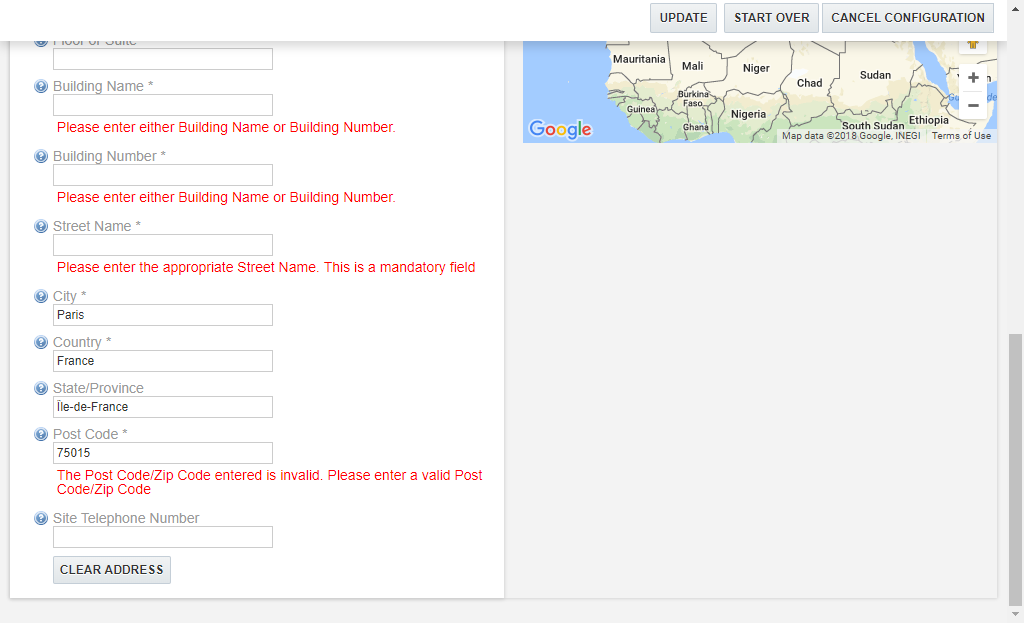 UPDATE
START OVER
CANCEL CONFIGURATION
Floor or Suite
Building Name *
Please enter either Building Name or Building Number.
Building Number *
Please enter either Building Name or Building Number.
Street Name *
Please enter the appropriate Street Name. This is a mandatory field
City *
Paris
Country *
France
State/Province
Île-de-France
Post Code *
75015
The Post Code/Zip Code entered is invalid. Please enter a valid Post
Code/Zip Code
Site Telephone Number
CLEAR ADDRESS
Mauritania
Mali
Niger
Chad
Sudan
Burkina
Faso
Guinea
Nigeria
Ghana
South Sudan
Ethiopia
Google
Map data ©2018 Google, INEGI
Terms of Use